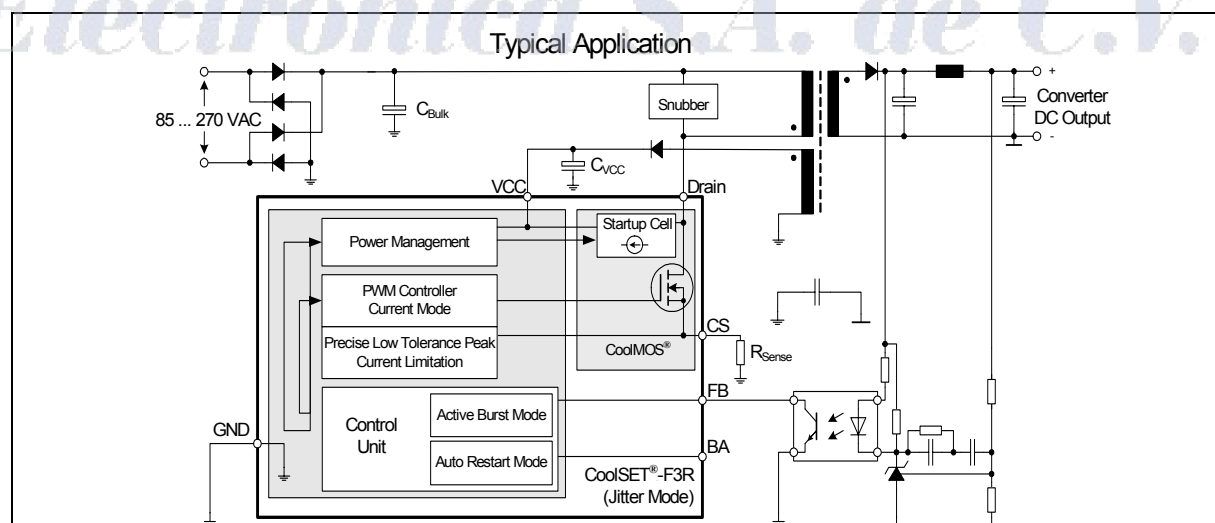 Electrónica S.A. de C.V.
Typical Application
+
Snubber
Converter
DC Output
C_Bulk
85 ... 270 VAC
-
C_VCC
VCC
Drain
Startup Cell
Power Management
PWM Controller
Current Mode
CS
Precise Low Tolerance Peak
Current Limitation
CoolMOS®
R_Sense
FB
Active Burst Mode
Control
Unit
GND
BA
Auto Restart Mode
CoolSET®-F3R
(Jitter Mode)